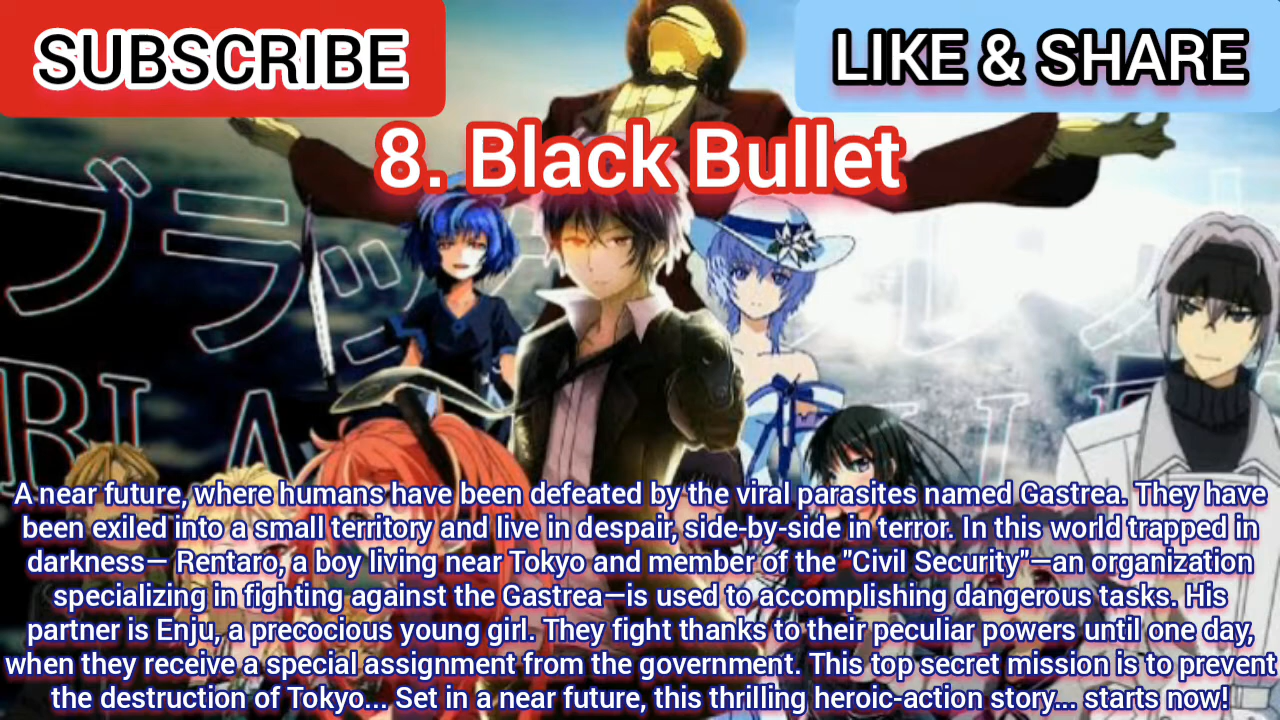 SUBSCRIBE
LIKE & SHARE
8. Black Bullet
ブラック
BLA
A near future, where humans have been defeated by the viral parasites named Gastrea. They have
been exiled into a small territory and live in despair, side-by-side in terror. In this world trapped in
darkness— Rentaro, a boy living near Tokyo and member of the "Civil Security"—an organization
specializing in fighting against the Gastrea—is used to accomplishing dangerous tasks. His
partner is Enju, a precocious young girl. They fight thanks to their peculiar powers until one day,
when they receive a special assignment from the government. This top secret mission is to prevent
the destruction of Tokyo... Set in a near future, this thrilling heroic-action story... starts now!